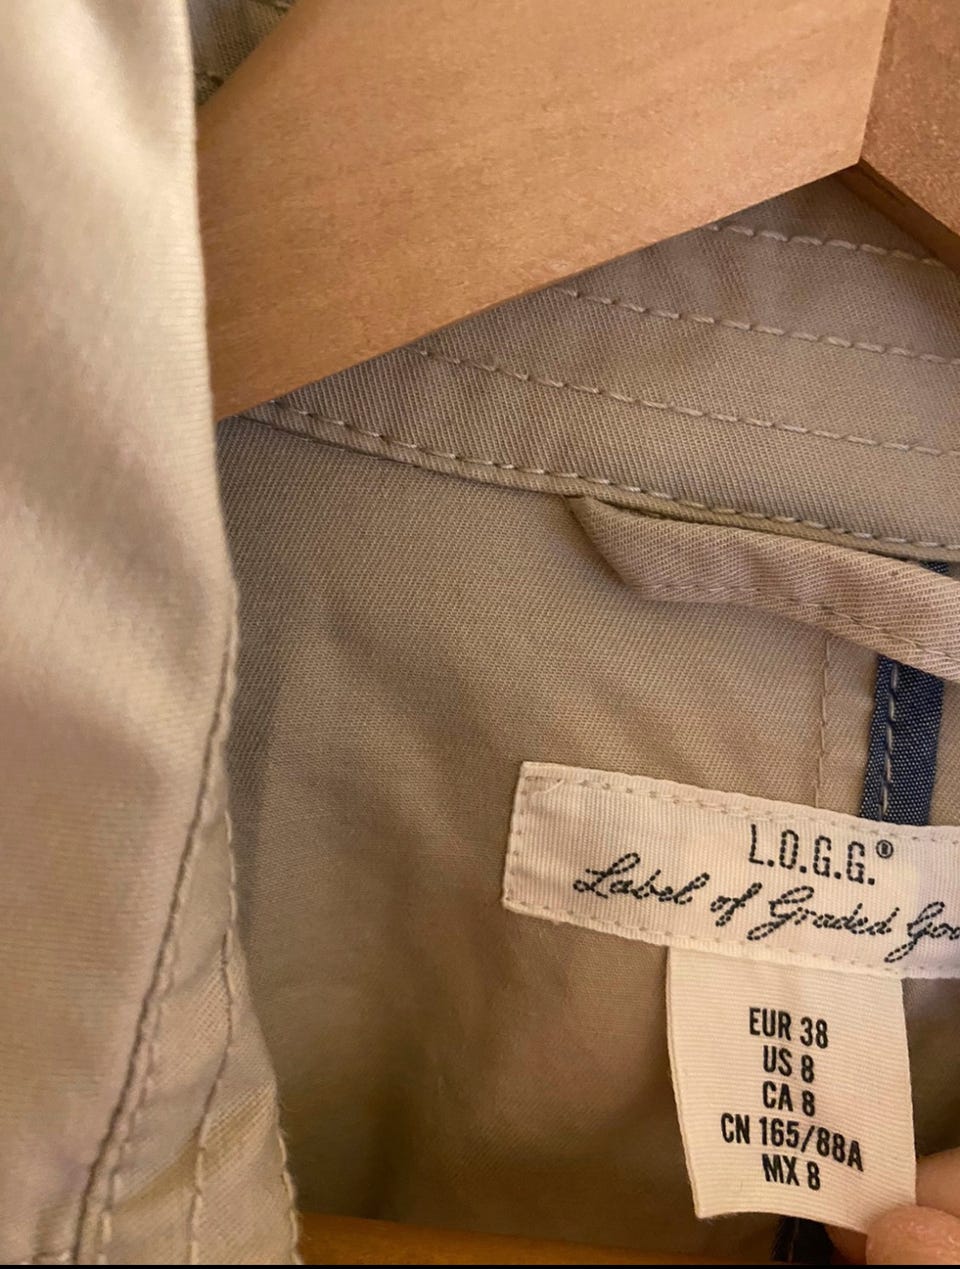 L.O.G.G.®
Label of Graded
EUR 38
US 8
CA 8
CN 165/88A
MX 8